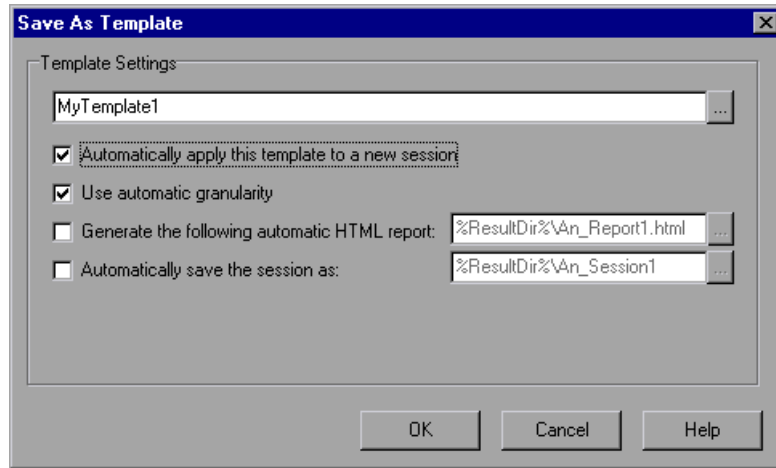 Save As Template
Template Settings
MyTemplate1
...
Automatically apply this template to a new session
Use automatic granularity
Generate the following automatic HTML report: %ResultDir%\An_Report1.html ...
Automatically save the session as: %ResultDir%\An_Session1 ...
OK Cancel Help